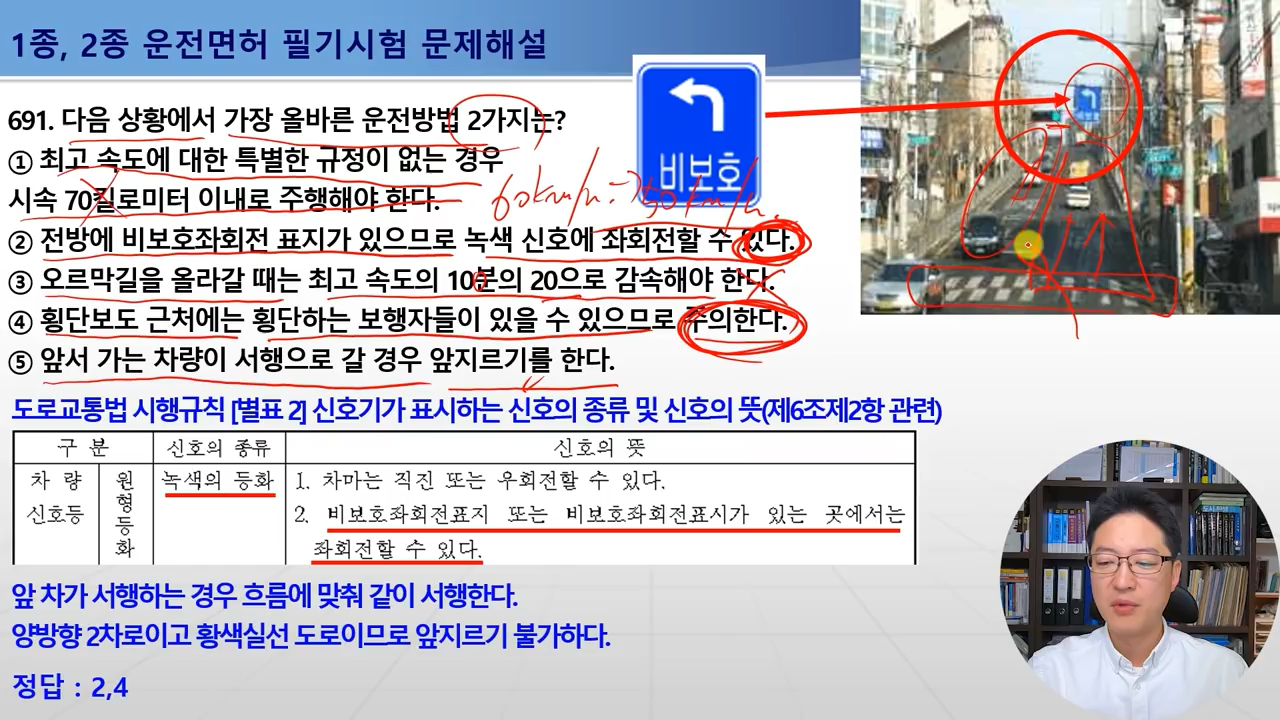 1종, 2종 운전면허 필기시험 문제해설
비보호
691. 다음 상황에서 가장 올바른 운전방법 2가지는?
① 최고 속도에 대한 특별한 규정이 없는 경우
시속 70킬로미터 이내로 주행해야 한다.
60km/h=>50km/h.
② 전방에 비보호좌회전 표지가 있으므로 녹색 신호에 좌회전할 수 있다.
③ 오르막길을 올라갈 때는 최고 속도의 100분의 20으로 감속해야 한다.
④ 횡단보도 근처에는 횡단하는 보행자들이 있을 수 있으므로 주의한다.
⑤ 앞서 가는 차량이 서행으로 갈 경우 앞지르기를 한다.
도로교통법 시행규칙 [별표 2] 신호기가 표시하는 신호의 종류 및 신호의 뜻(제6조제2항 관련)
구 분 신호의 종류 신호의 뜻
차 량 신호등 원형등화 녹색의 등화 1. 차마는 직진 또는 우회전할 수 있다.
2. 비보호좌회전표지 또는 비보호좌회전표시가 있는 곳에서는
좌회전할 수 있다.
앞 차가 서행하는 경우 흐름에 맞춰 같이 서행한다.
양방향 2차로이고 황색실선 도로이므로 앞지르기 불가하다.
정답 : 2,4